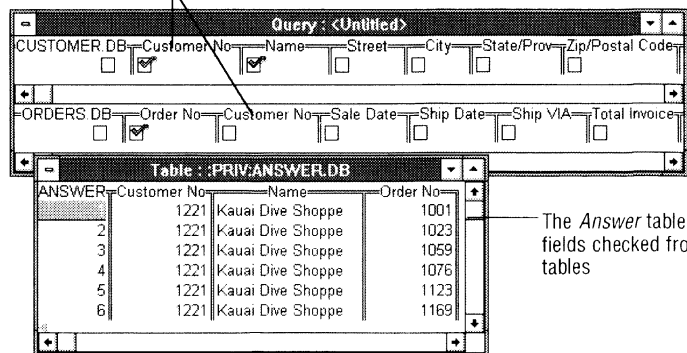 Query : <Untitled>
CUSTOMER.DB Customer No Name Street City State/Prov Zip/Postal Code
ORDERS.DB Order No Customer No Sale Date Ship Date Ship VIA Total Invoice
Table : :PRIV:ANSWER.DB
ANSWER Customer No Name Order No
1221 Kauai Dive Shoppe 1001
2 1221 Kauai Dive Shoppe 1023
3 1221 Kauai Dive Shoppe 1059
4 1221 Kauai Dive Shoppe 1076
5 1221 Kauai Dive Shoppe 1123
6 1221 Kauai Dive Shoppe 1169
The Answer table
fields checked fro
tables